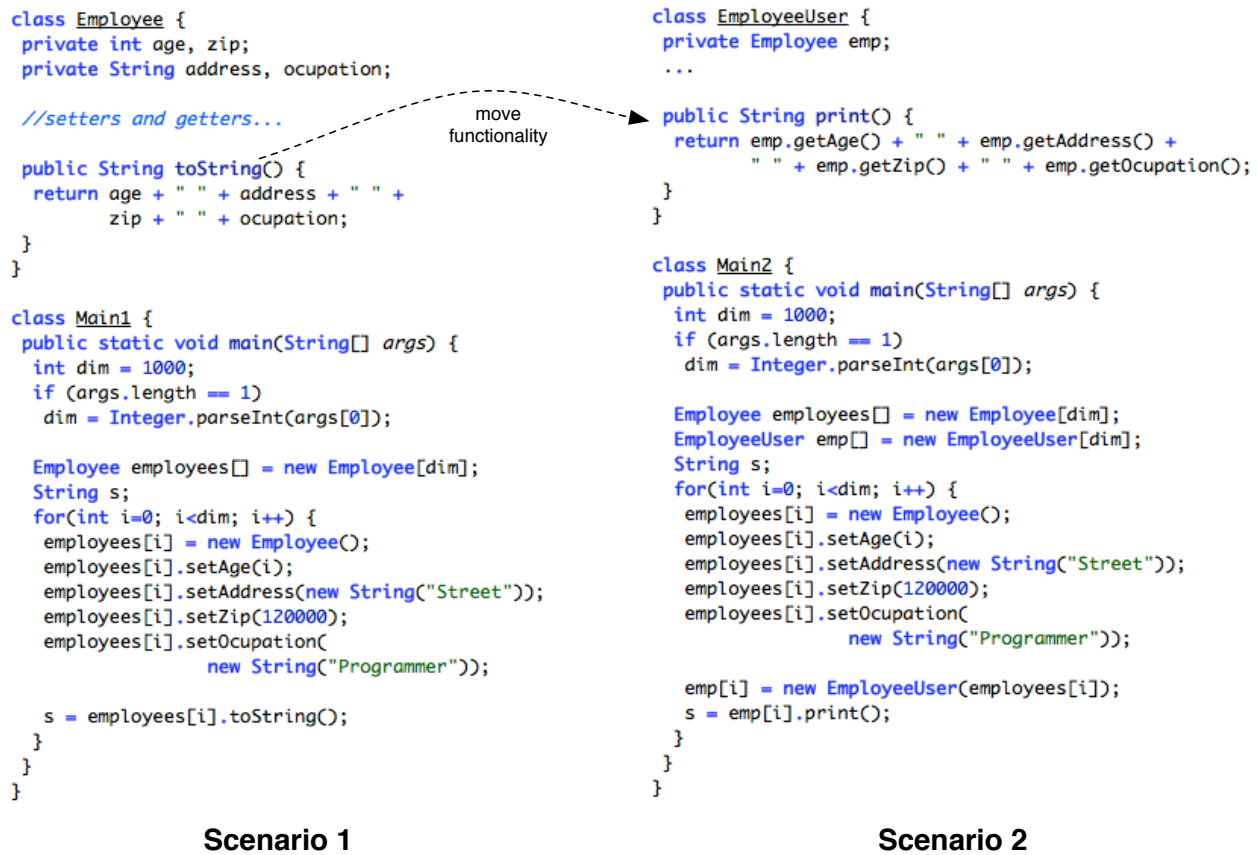 class Employee {
private int age, zip;
private String address, ocupation;
//setters and getters...
public String toString() {
return age + " " + address + " " +
zip + " " + ocupation;
}
}
class Main1 {
public static void main(String[] args) {
int dim = 1000;
if (args.length == 1)
dim = Integer.parseInt(args[0]);
Employee employees[] = new Employee[dim];
String s;
for(int i=0; i<dim; i++) {
employees[i] = new Employee();
employees[i].setAge(i);
employees[i].setAddress(new String("Street"));
employees[i].setZip(120000);
employees[i].setOcupation(
new String("Programmer"));
s = employees[i].toString();
}
}
}
Scenario 1
move
functionality
class EmployeeUser {
private Employee emp;
...
public String print() {
return emp.getAge() + " " + emp.getAddress() +
" " + emp.getZip() + " " + emp.getOcupation();
}
}
class Main2 {
public static void main(String[] args) {
int dim = 1000;
if (args.length == 1)
dim = Integer.parseInt(args[0]);
Employee employees[] = new Employee[dim];
EmployeeUser emp[] = new EmployeeUser[dim];
String s;
for(int i=0; i<dim; i++) {
employees[i] = new Employee();
employees[i].setAge(i);
employees[i].setAddress(new String("Street"));
employees[i].setZip(120000);
employees[i].setOcupation(
new String("Programmer"));
emp[i] = new EmployeeUser(employees[i]);
s = emp[i].print();
}
}
}
Scenario 2